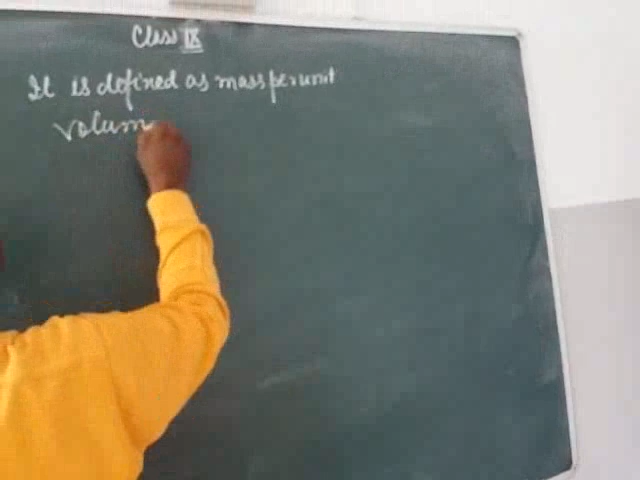 Class IX
It is defined as mass per unit
volum